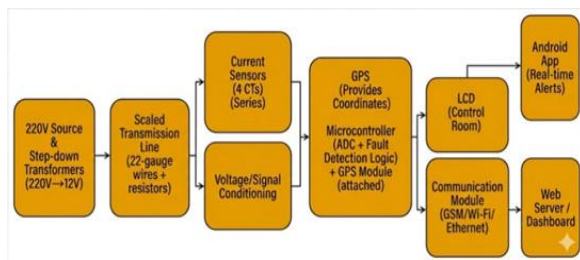 220V Source
&
Step-down
Transformers
(220V→12V)
Scaled
Transmission
Line
(22-gauge
wires +
resistors)
Current
Sensors
(4 CTs)
(Series)
Voltage/Signal
Conditioning
GPS
(Provides
Coordinates)
Microcontroller
(ADC + Fault
Detection Logic)
+ GPS Module
(attached)
LCD
(Control
Room)
Android
App
(Real-time
Alerts)
Communication
Module
(GSM/Wi-Fi/
Ethernet)
Web
Server /
Dashboard